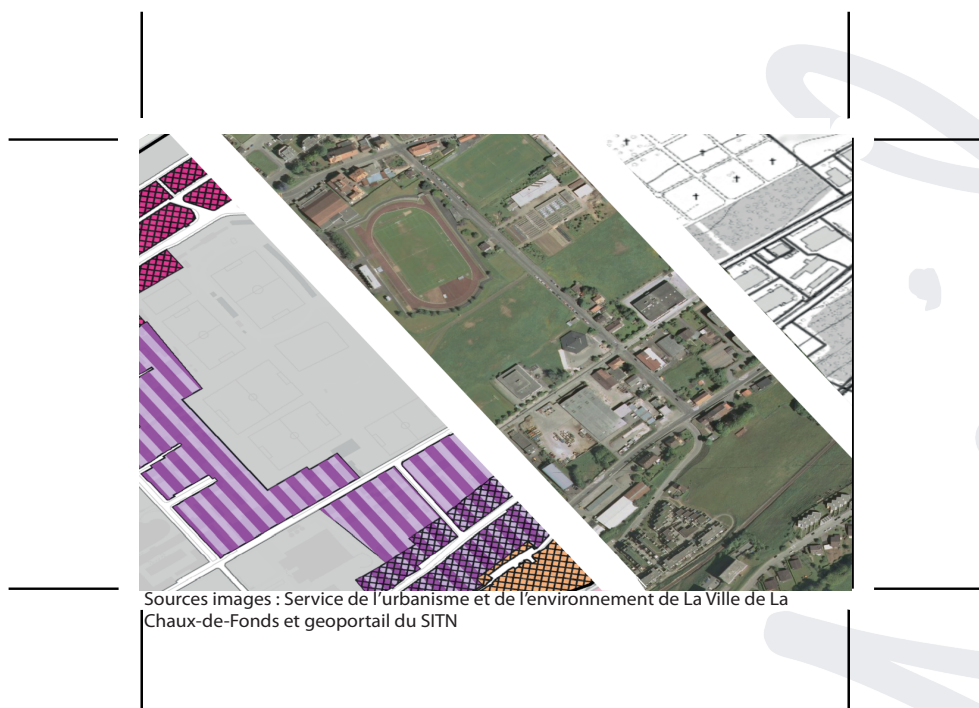 Sources images : Service de l'urbanisme et de l'environnement de La Ville de La
Chaux-de-Fonds et geoportail du SITN